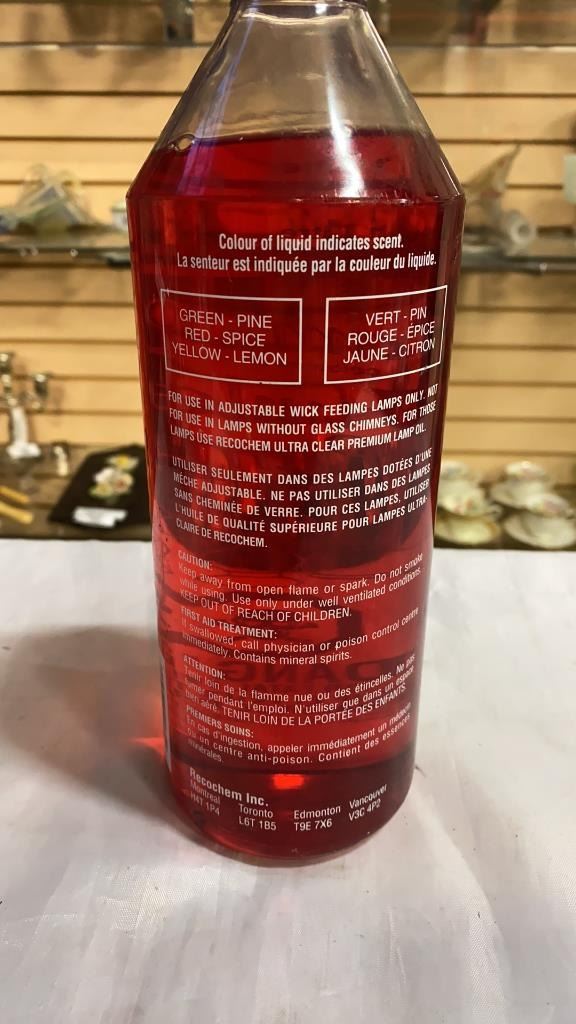 Colour of liquid indicates scent.
La senteur est indiquée par la couleur du liquide.
GREEN - PINE
RED - SPICE
YELLOW - LEMON
VERT - PIN
ROUGE - ÉPICE
JAUNE - CITRON
FOR USE IN ADJUSTABLE WICK FEEDING LAMPS ONLY. NOT
FOR USE IN LAMPS WITHOUT GLASS CHIMNEYS. FOR THOSE
LAMPS USE RECOCHEM ULTRA CLEAR PREMIUM LAMP OIL.
UTILISER SEULEMENT DANS DES LAMPES DOTÉES D'UNE
MÈCHE ADJUSTABLE. NE PAS UTILISER DANS DES LAMPES
SANS CHEMINÉE DE VERRE. POUR CES LAMPES, UTILISER
L'HUILE DE QUALITÉ SUPÉRIEURE POUR LAMPES ULTRA-
CLAIRE DE RECOCHEM.
CAUTION:
Keep away from open flame or spark. Do not smoke
while using. Use only under well ventilated conditions.
KEEP OUT OF REACH OF CHILDREN.
FIRST AID TREATMENT:
If swallowed, call physician or poison control centre
immediately. Contains mineral spirits.
ATTENTION:
Tenir loin de la flamme nue ou des étincelles. Ne pas
fumer pendant l'emploi. N'utiliser que dans un espace
bien aéré. TENIR LOIN DE LA PORTÉE DES ENFANTS.
PREMIERS SOINS:
En cas d'ingestion, appeler immédiatement un médecin
ou un centre anti-poison. Contient des essences
minérales.
Recochem Inc.
Montreal Toronto Edmonton Vancouver
H4T 1P4 L6T 1B5 T9E 7X6 V3C 4P2